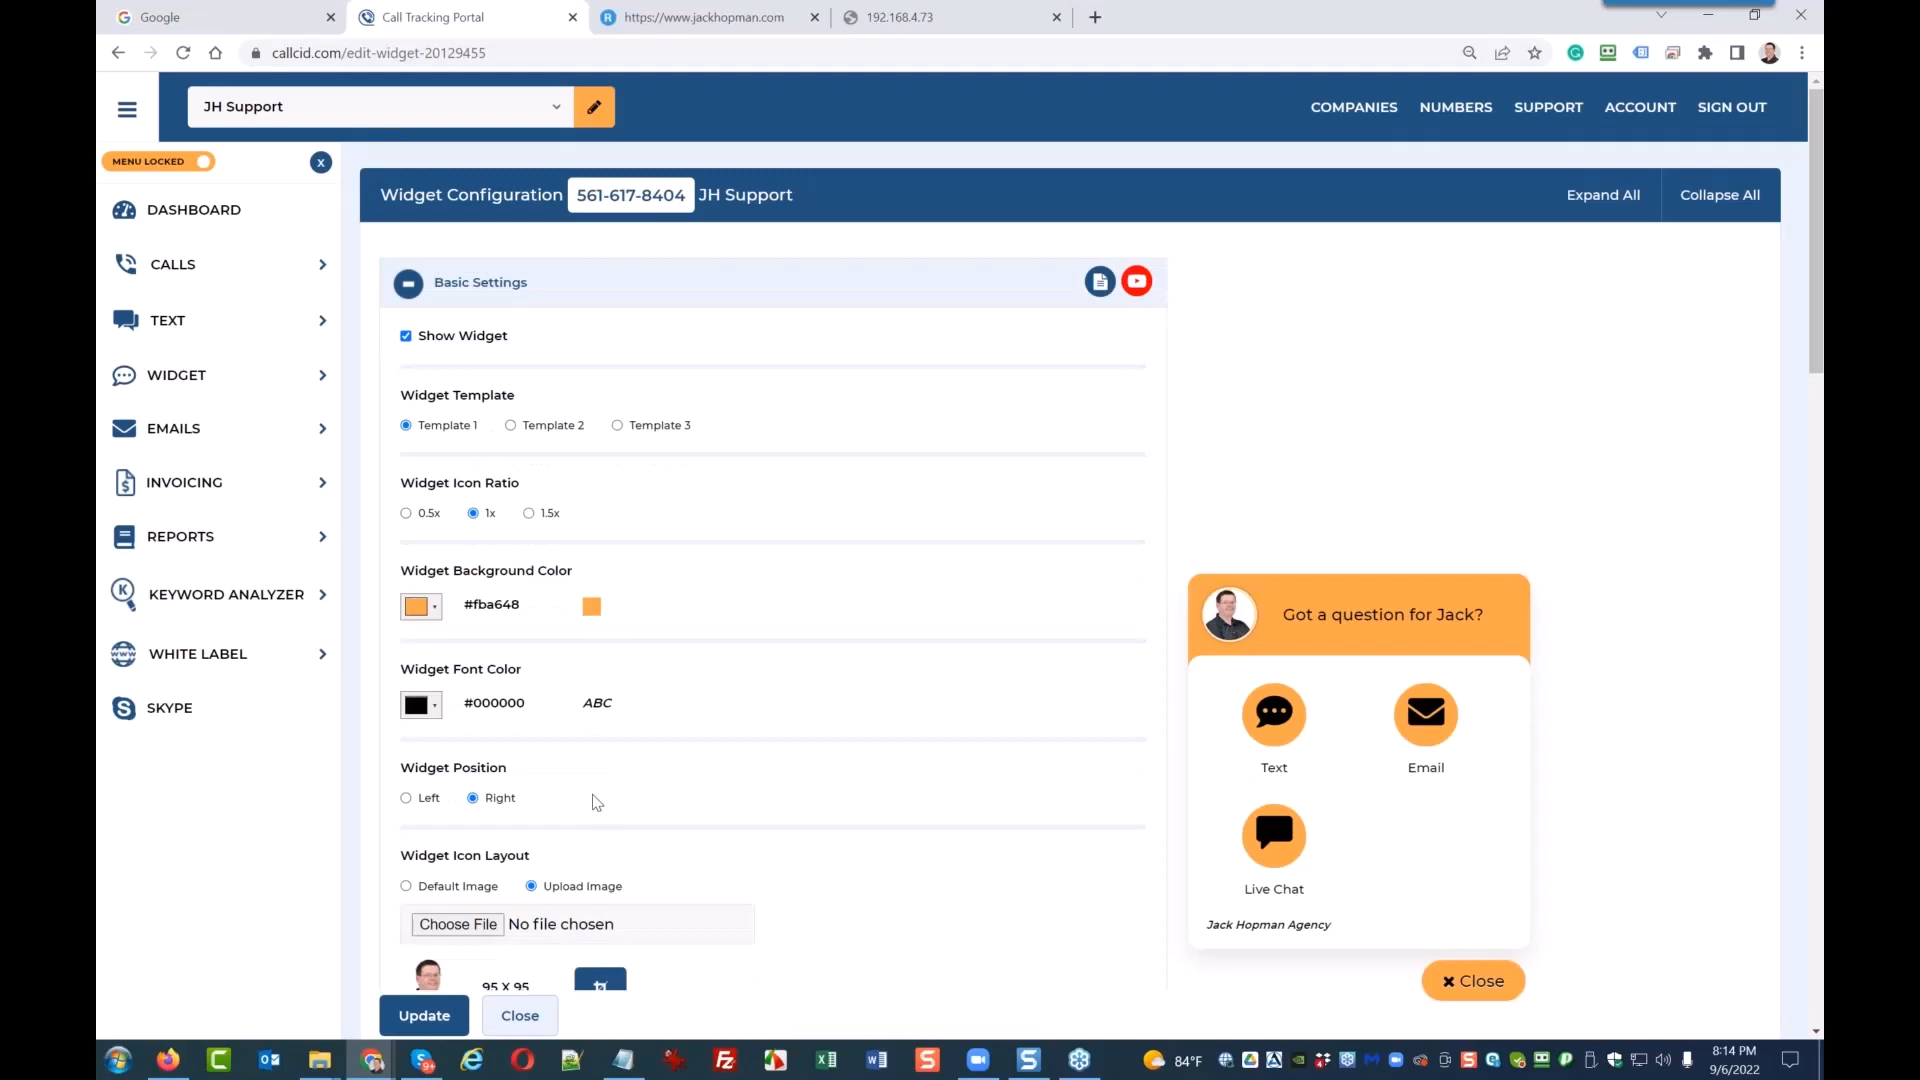 Google
Call Tracking Portal
https://www.jackhopman.com
192.168.4.73
callcid.com/edit-widget-20129455
JH Support
COMPANIES
NUMBERS
SUPPORT
ACCOUNT
SIGN OUT
MENU LOCKED
X
DASHBOARD
CALLS
TEXT
WIDGET
EMAILS
INVOICING
REPORTS
KEYWORD ANALYZER
WHITE LABEL
SKYPE
Widget Configuration 561-617-8404 JH Support
Expand All
Collapse All
Basic Settings
Show Widget
Widget Template
Template 1
Template 2
Template 3
Widget Icon Ratio
0.5x
1x
1.5x
Widget Background Color
#fba648
Widget Font Color
#000000
ABC
Widget Position
Left
Right
Widget Icon Layout
Default Image
Upload Image
Choose File No file chosen
95 X 95
Update
Close
Got a question for Jack?
Text
Email
Live Chat
Jack Hopman Agency
Close
84°F
8:14 PM
9/6/2022